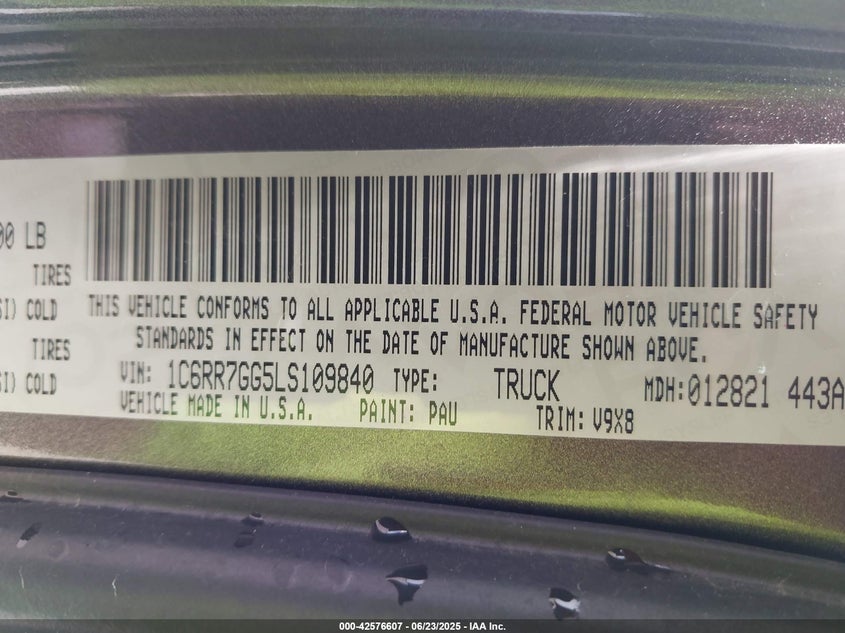 00 LB
TIRES
SI) COLD
TIRES
SI) COLD
THIS VEHICLE CONFORMS TO ALL APPLICABLE U.S.A. FEDERAL MOTOR VEHICLE SAFETY
STANDARDS IN EFFECT ON THE DATE OF MANUFACTURE SHOWN ABOVE.
VIN: 1C6RR7GG5LS109840 TYPE: TRUCK MDH:012821 443A
VEHICLE MADE IN U.S.A. PAINT: PAU TRIM: V9X8
000-42576607 - 06/23/2025 - IAA Inc.